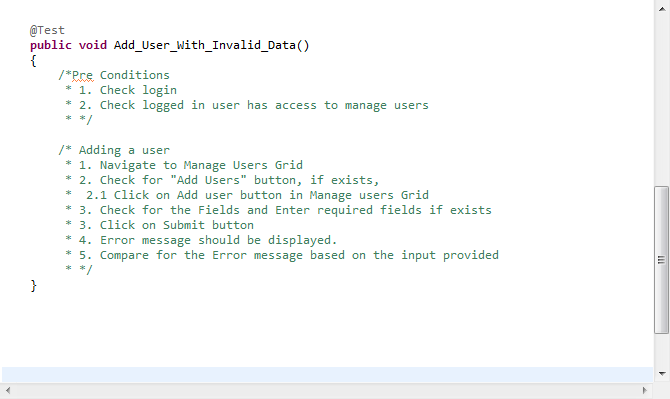 @Test
public void Add_User_With_Invalid_Data()
{
/*Pre Conditions
* 1. Check login
* 2. Check logged in user has access to manage users
* */
/* Adding a user
* 1. Navigate to Manage Users Grid
* 2. Check for "Add Users" button, if exists,
*  2.1 Click on Add user button in Manage users Grid
* 3. Check for the Fields and Enter required fields if exists
* 3. Click on Submit button
* 4. Error message should be displayed.
* 5. Compare for the Error message based on the input provided
* */
}